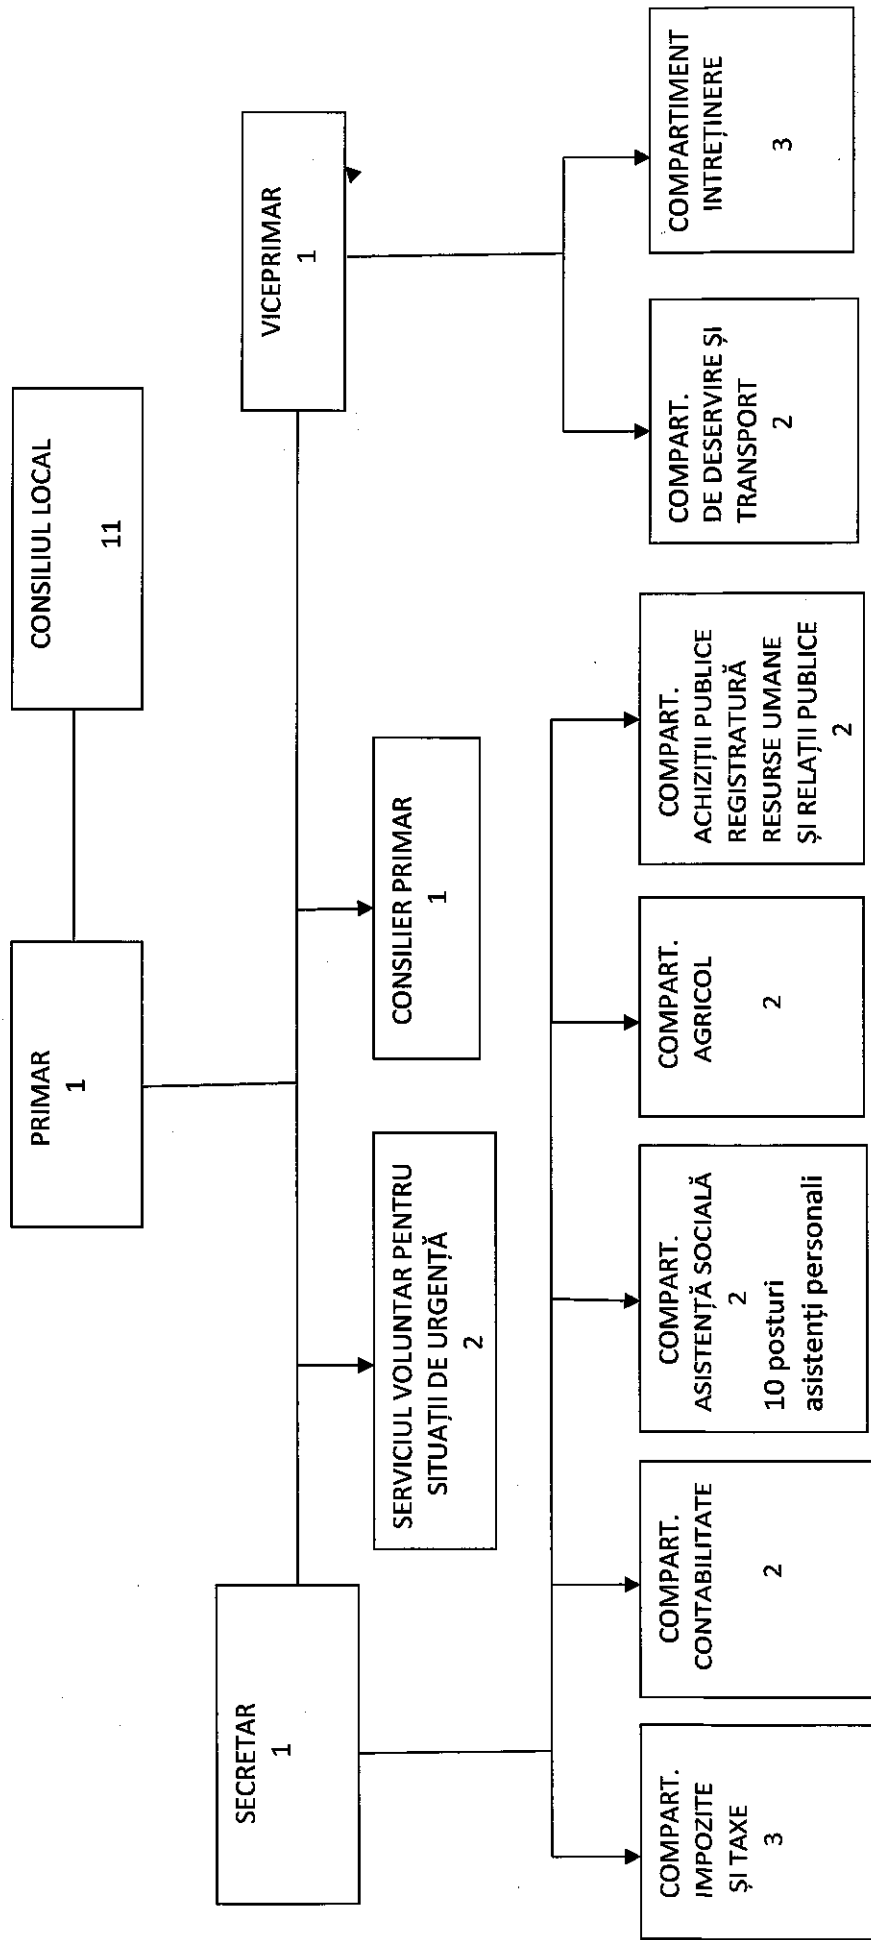 PRIMAR
1
CONSILIUL LOCAL
11
SECRETAR
1
VICEPRIMAR
1
SERVICIUL VOLUNTAR PENTRU
SITUAȚII DE URGENȚĂ
2
CONSILIER PRIMAR
1
COMPART.
IMPOZITE
ȘI TAXE
3
COMPART.
CONTABILITATE
2
COMPART.
ASISTENȚĂ SOCIALĂ
2
10 posturi
asistenți personali
COMPART.
AGRICOL
2
COMPART.
ACHIZIȚII PUBLICE
REGISTRATURĂ
RESURSE UMANE
ȘI RELAȚII PUBLICE
2
COMPART.
DE DESERVIRE ȘI
TRANSPORT
2
COMPARTIMENT
INTREȚINERE
3